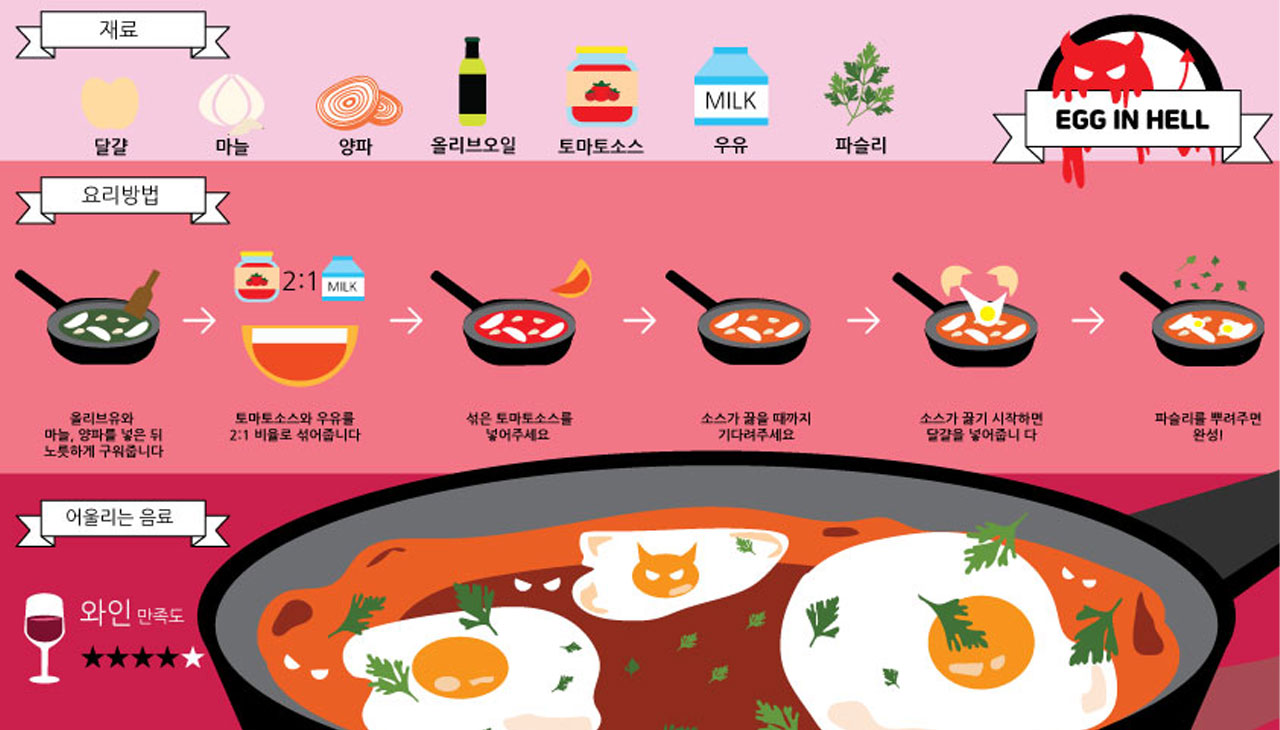 재료
달걀
마늘
양파
올리브오일
토마토소스
MILK
우유
파슬리
EGG IN HELL
요리방법
2:1
MILK
올리브유와
마늘, 양파를 넣은 뒤
노릇하게 구워줍니다
토마토소스와 우유를
2:1 비율로 섞어줍니다
섞은 토마토소스를
넣어주세요
소스가 끓을 때까지
기다려주세요
소스가 끓기 시작하면
달걀을 넣어줍니 다
파슬리를 뿌려주면
완성!
어울리는 음료
와인 만족도
★★★★★